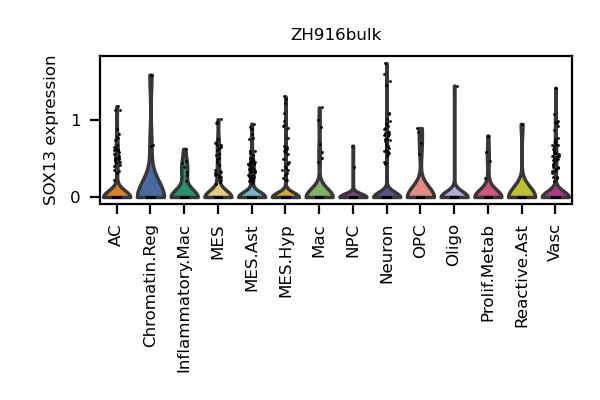 ZH916bulk
SOX13 expression
1
0
AC
Chromatin.Reg
Inflammatory.Mac
MES
MES.Ast
MES.Hyp
Mac
NPC
Neuron
OPC
Oligo
Prolif.Metab
Reactive.Ast
Vasc